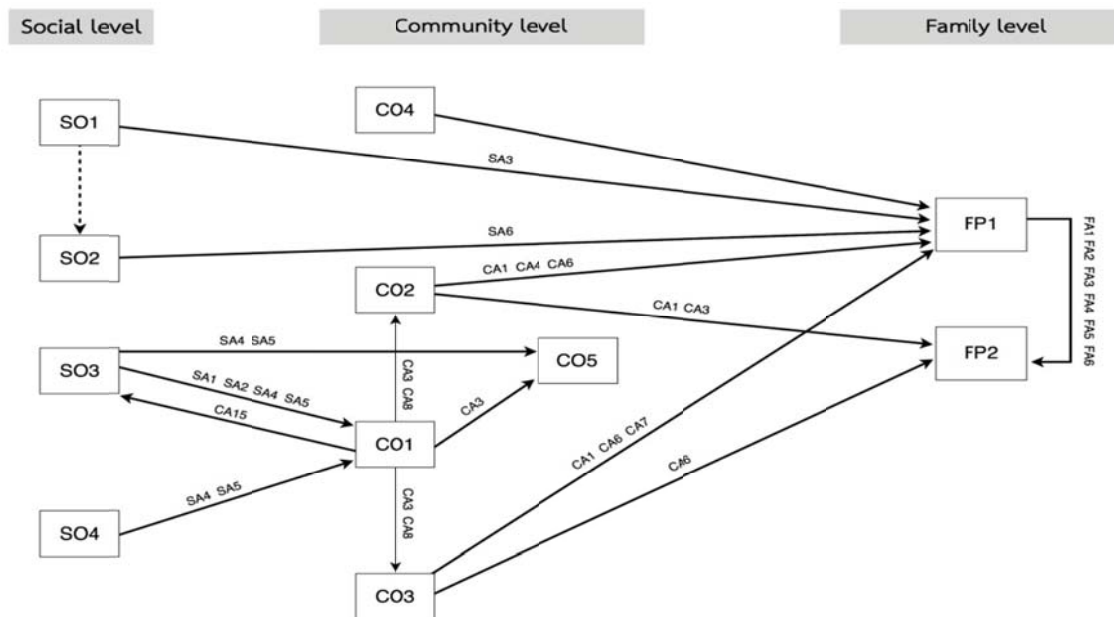 Social level
Community level
Family level
CO4
SO1
SA3
FP1
SA6
SO2
CA1 CA4 CA6
CO2
CA1 CA3
FA1 FA2 FA3 FA4 FA5 FA6
SA4 SA5
CO5
FP2
SO3
SA1 SA2 SA4 SA5
CA3 CA8
CA3
CA15
CO1
CA1 CA6 CA7
CA6
SA4 SA5
CA3 CA8
SO4
CO3